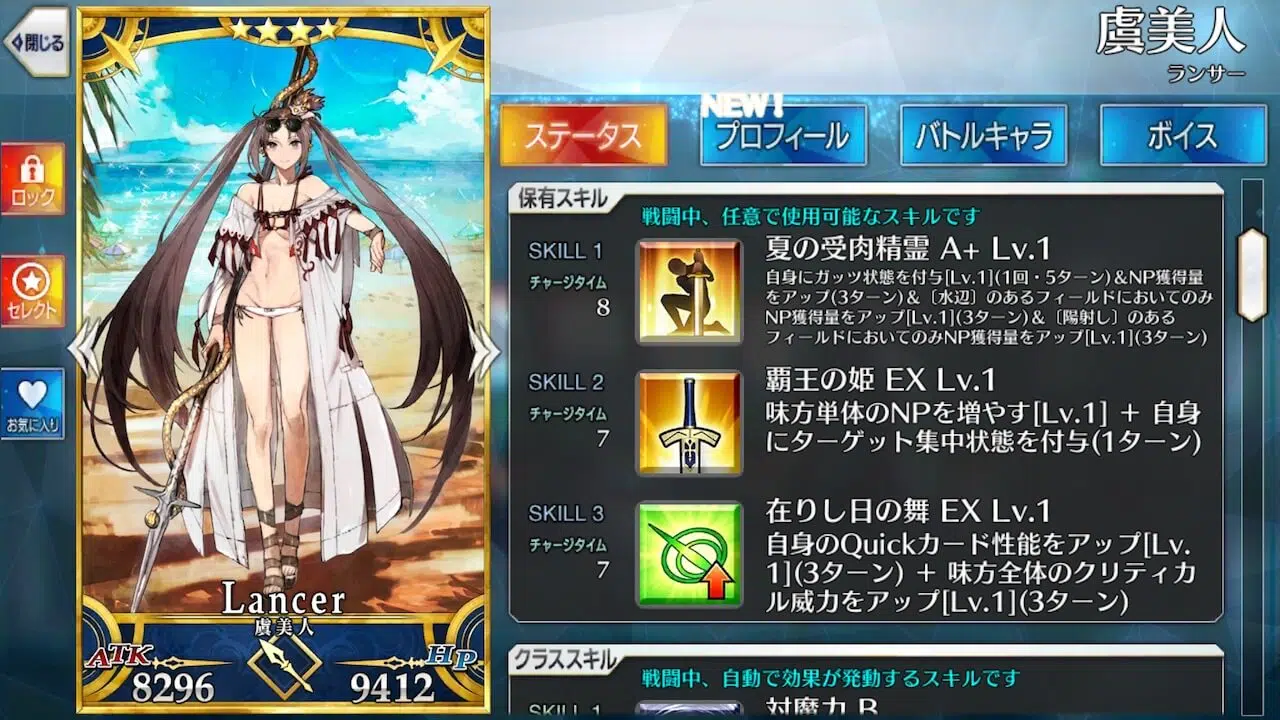 閉じる
ロック
セレクト
お気に入り
Lancer
虞美人
ATK
8296
HP
9412
虞美人
ランサー
ステータス
NEW!
プロフィール
バトルキャラ
ボイス
保有スキル
戦闘中、任意で使用可能なスキルです
SKILL 1
チャージタイム
8
夏の受肉精霊 A+ Lv.1
自身にガッツ状態を付与[Lv.1](1回・5ターン)&NP獲得量
をアップ(3ターン)&〔水辺〕のあるフィールドにおいてのみ
NP獲得量をアップ[Lv.1](3ターン)&〔陽射し〕のある
フィールドにおいてのみNP獲得量をアップ[Lv.1](3ターン)
SKILL 2
チャージタイム
7
覇王の姫 EX Lv.1
味方単体のNPを増やす[Lv.1] + 自身
にターゲット集中状態を付与(1ターン)
SKILL 3
チャージタイム
7
在りし日の舞 EX Lv.1
自身のQuickカード性能をアップ[Lv.
1](3ターン) + 味方全体のクリティカ
ル威力をアップ[Lv.1](3ターン)
クラススキル
戦闘中、自動で効果が発動するスキルです
SKILL 1
対魔力 B